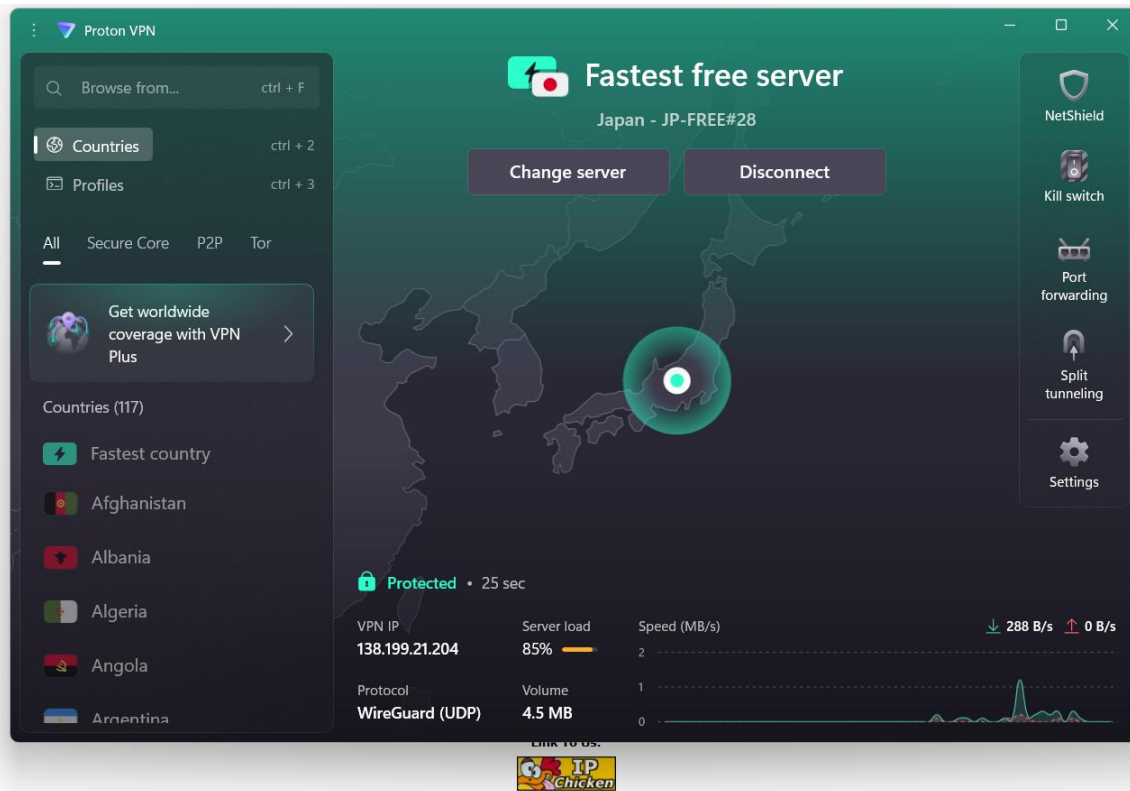 Proton VPN
Browse from...
ctrl + F
Countries
ctrl + 2
Profiles
ctrl + 3
All
Secure Core
P2P
Tor
Get worldwide
coverage with VPN
Plus
Countries (117)
Fastest country
Afghanistan
Albania
Algeria
Angola
Argentina
Fastest free server
Japan - JP-FREE#28
Change server
Disconnect
Protected • 25 sec
VPN IP
138.199.21.204
Server load
85%
Protocol
WireGuard (UDP)
Volume
4.5 MB
Speed (MB/s)
288 B/s
0 B/s
2
1
0
NetShield
Kill switch
Port
forwarding
Split
tunneling
Settings
Link To Us:
IP
Chicken